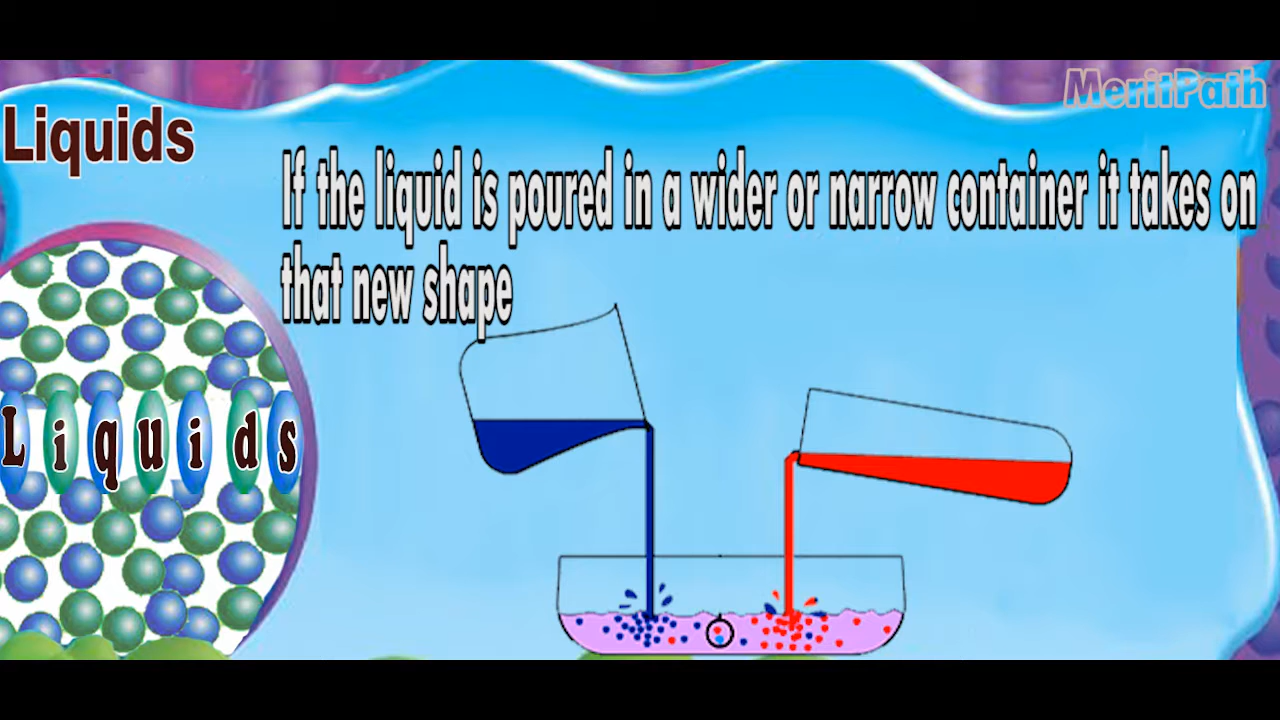 MeritPath
Liquids
If the liquid is poured in a wider or narrow container it takes on
that new shape
Liquids